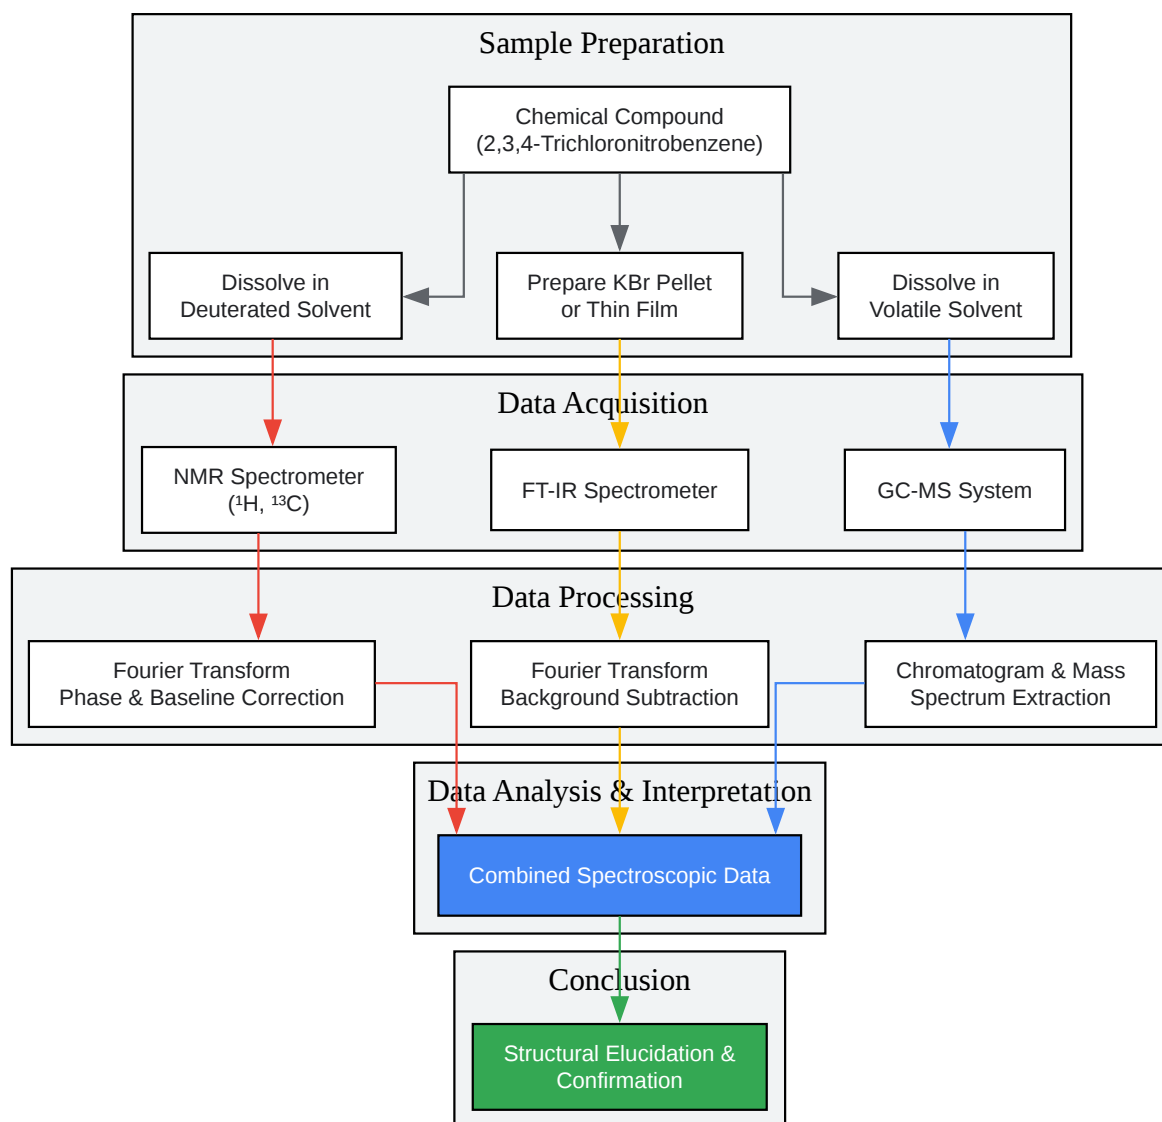 Sample Preparation
Chemical Compound
(2,3,4-Trichloronitrobenzene)
Dissolve in
Deuterated Solvent
Prepare KBr Pellet
or Thin Film
Dissolve in
Volatile Solvent
Data Acquisition
NMR Spectrometer
(¹H, ¹³C)
FT-IR Spectrometer
GC-MS System
Data Processing
Fourier Transform
Phase & Baseline Correction
Fourier Transform
Background Subtraction
Chromatogram & Mass
Spectrum Extraction
Data Analysis & Interpretation
Combined Spectroscopic Data
Conclusion
Structural Elucidation &
Confirmation